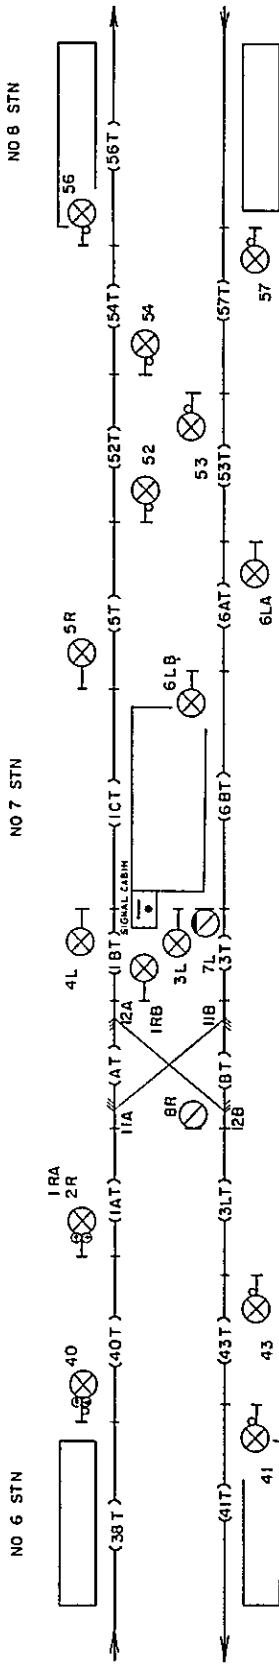 NO 6 STN
NO 7 STN
NO 8 STN
40
1RA
2R
4L
5R
56
(38T)
(40T)
(1AT)
11A
(AT)
12A
(1BT)
(1CT)
(5T)
(52T)
(54T)
(56T)
SIGNAL CABIN
1RB
52
54
8R
3L
7L
6LB
53
(41T)
(43T)
(3LT)
12B
(BT)
11B
(3T)
(6BT)
(6AT)
(53T)
(57T)
41
43
6LA
57